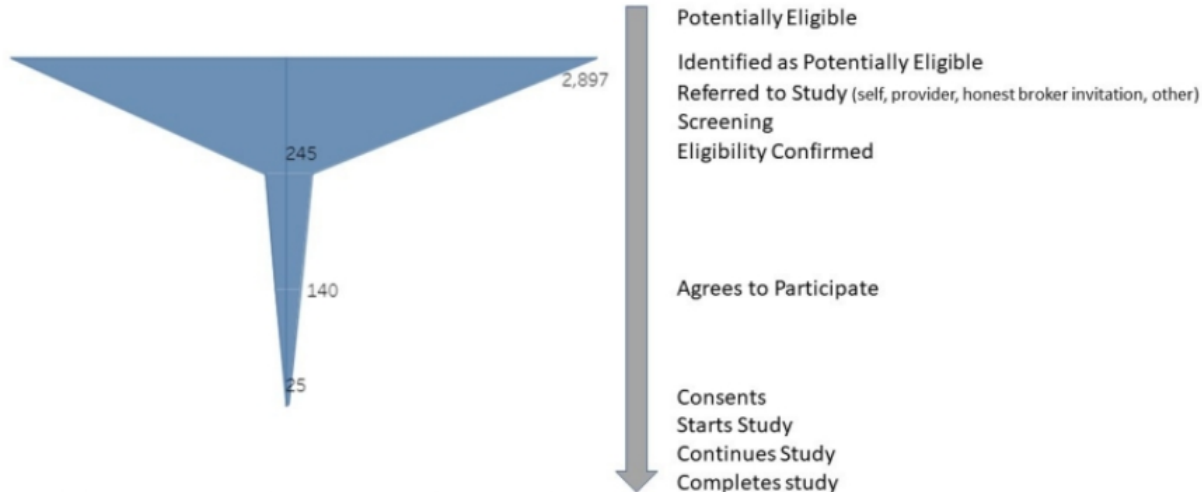 Potentially Eligible
Identified as Potentially Eligible
2,897
Referred to Study (self, provider, honest broker invitation, other)
Screening
245
Eligibility Confirmed
140
Agrees to Participate
25
Consents
Starts Study
Continues Study
Completes study